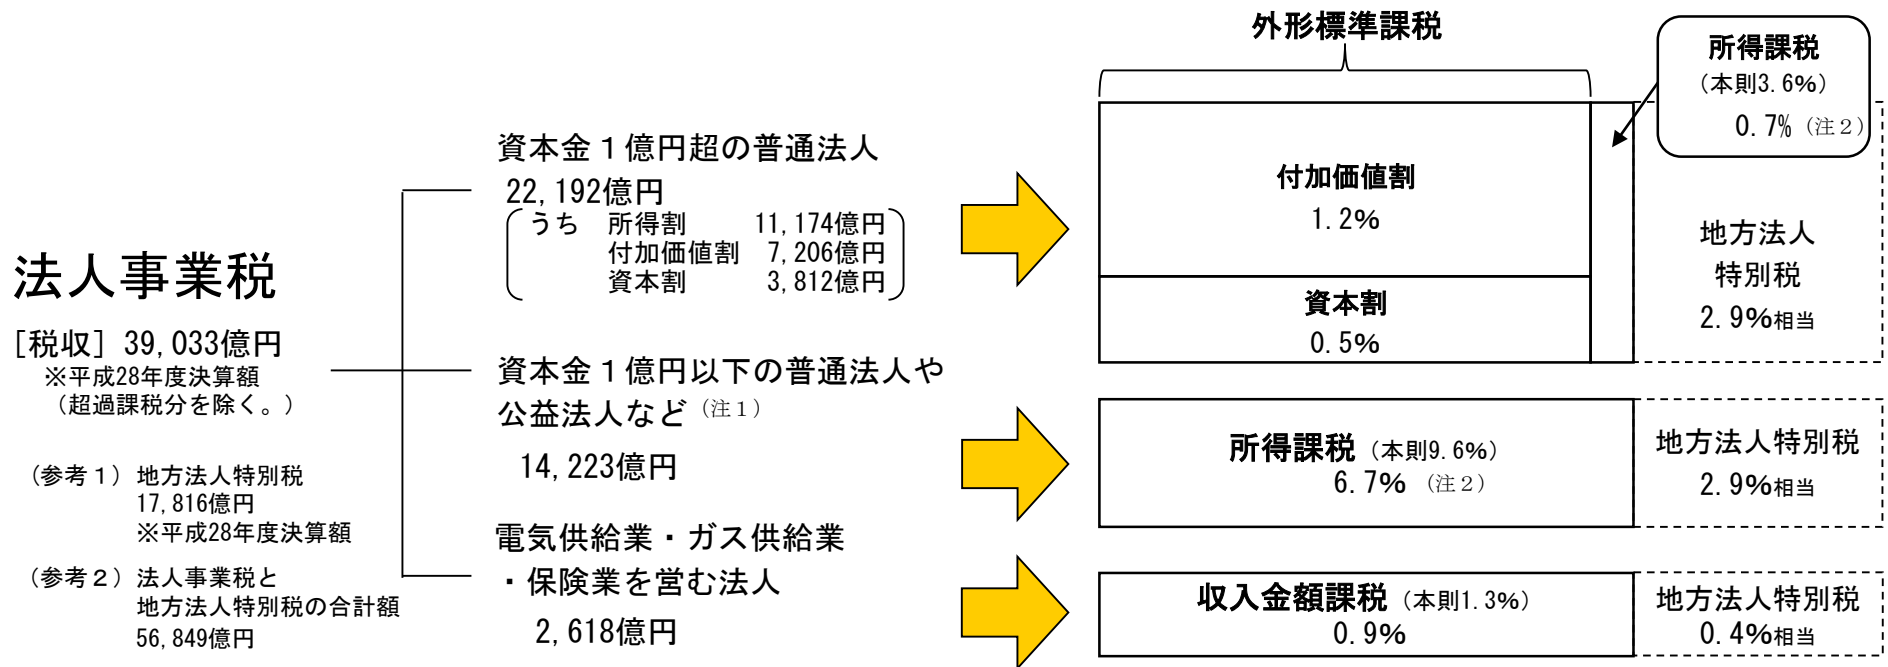 法人事業税
[税収] 39,033億円
※平成28年度決算額
（超過課税分を除く。）
（参考１）地方法人特別税
17,816億円
※平成28年度決算額
（参考２）法人事業税と
地方法人特別税の合計額
56,849億円
資本金１億円超の普通法人
22,192億円
うち 所得割 11,174億円
付加価値割 7,206億円
資本割 3,812億円
資本金１億円以下の普通法人や
公益法人など（注１）
14,223億円
電気供給業・ガス供給業
・保険業を営む法人
2,618億円
外形標準課税
付加価値割
1.2%
資本割
0.5%
所得課税
（本則3.6%）
0.7%（注２）
地方法人
特別税
2.9%相当
所得課税（本則9.6%）
6.7%（注２）
地方法人特別税
2.9%相当
収入金額課税（本則1.3%）
0.9%
地方法人特別税
0.4%相当